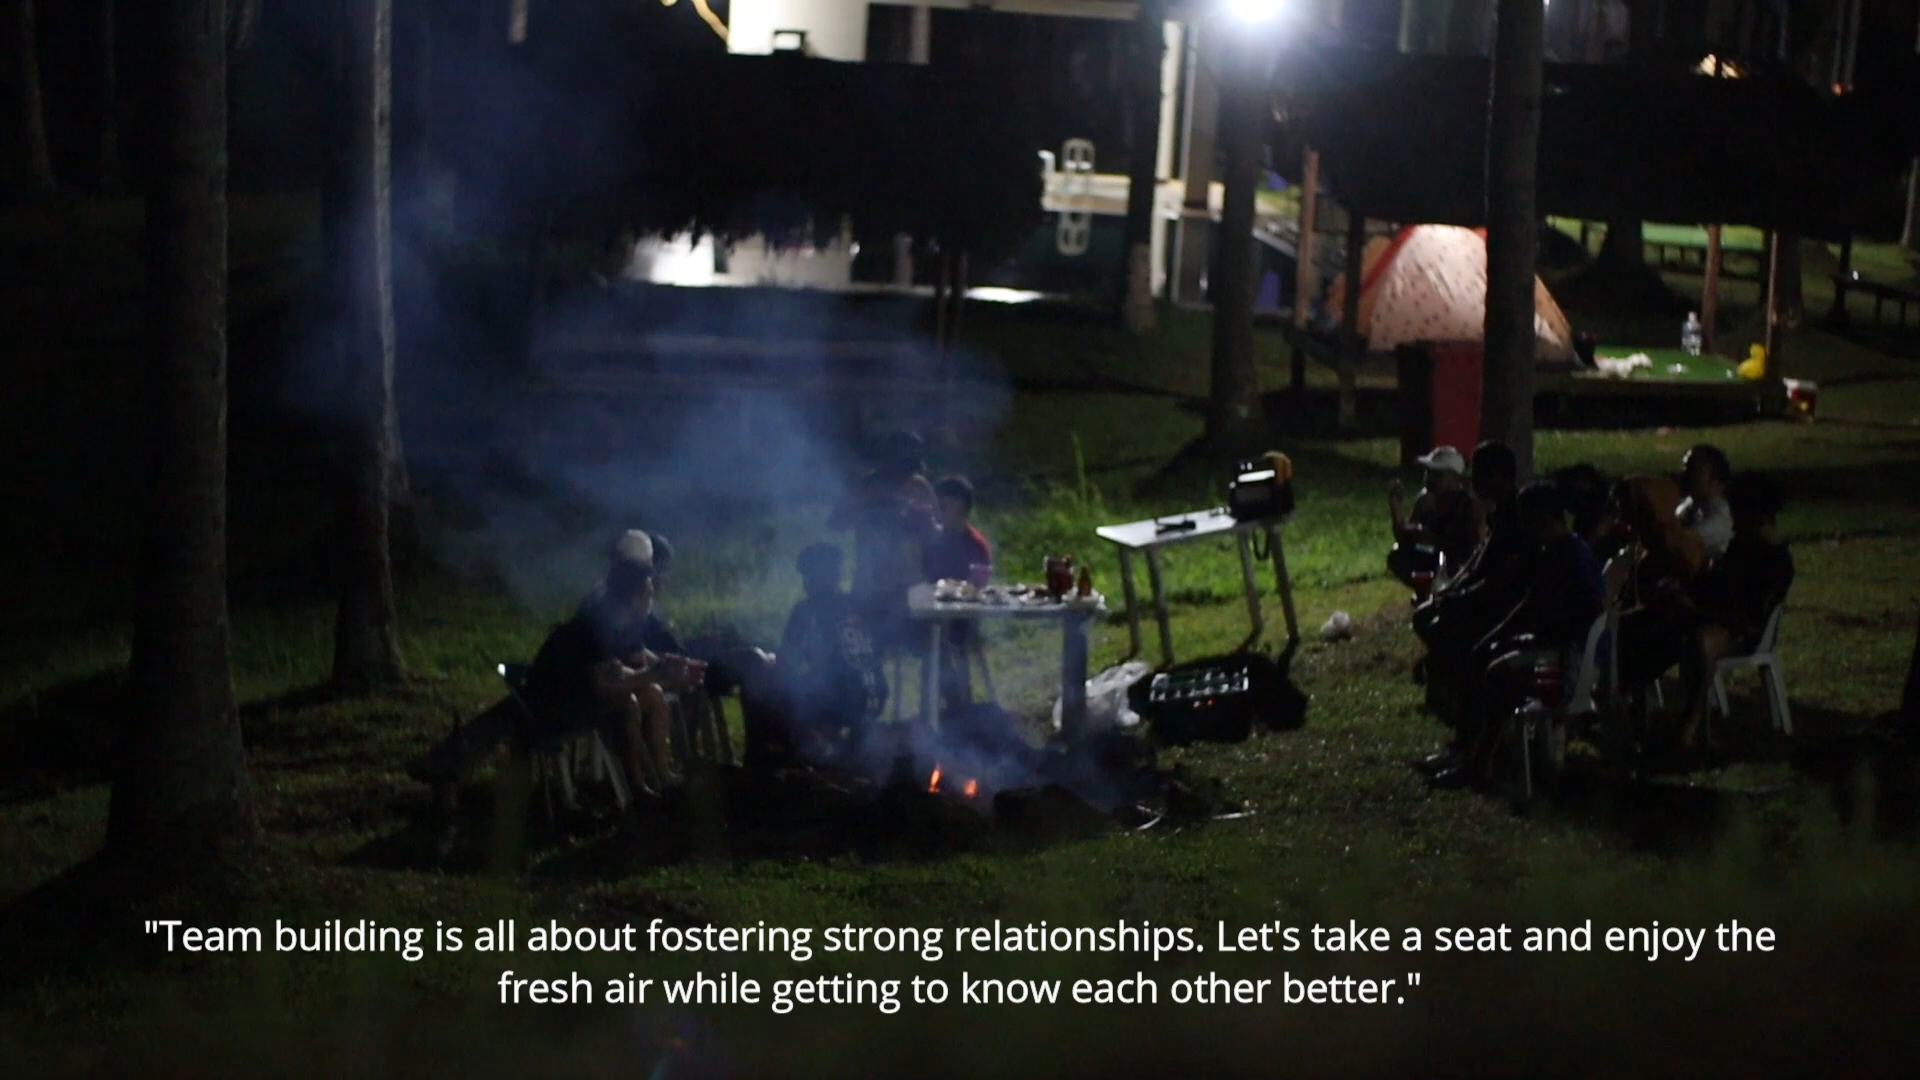 "Team building is all about fostering strong relationships. Let's take a seat and enjoy the
fresh air while getting to know each other better."